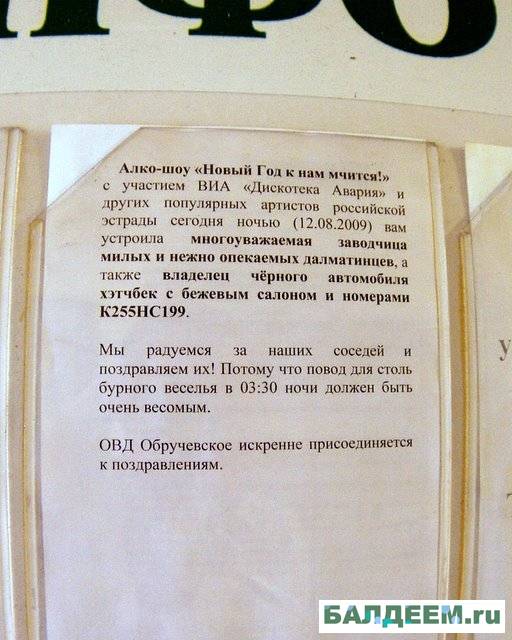 Алко-шоу «Новый Год к нам мчится!»
с участием ВИА «Дискотека Авария» и
других популярных артистов российской
эстрады сегодня ночью (12.08.2009) вам
устроила многоуважаемая заводчица
милых и нежно опекаемых далматинцев, а
также владелец чёрного автомобиля
хэтчбек с бежевым салоном и номерами
К255НС199.
Мы радуемся за наших соседей и
поздравляем их! Потому что повод для столь
бурного веселья в 03:30 ночи должен быть
очень весомым.
ОВД Обручевское искренне присоединяется
к поздравлениям.
БАЛДЕЕМ.ru